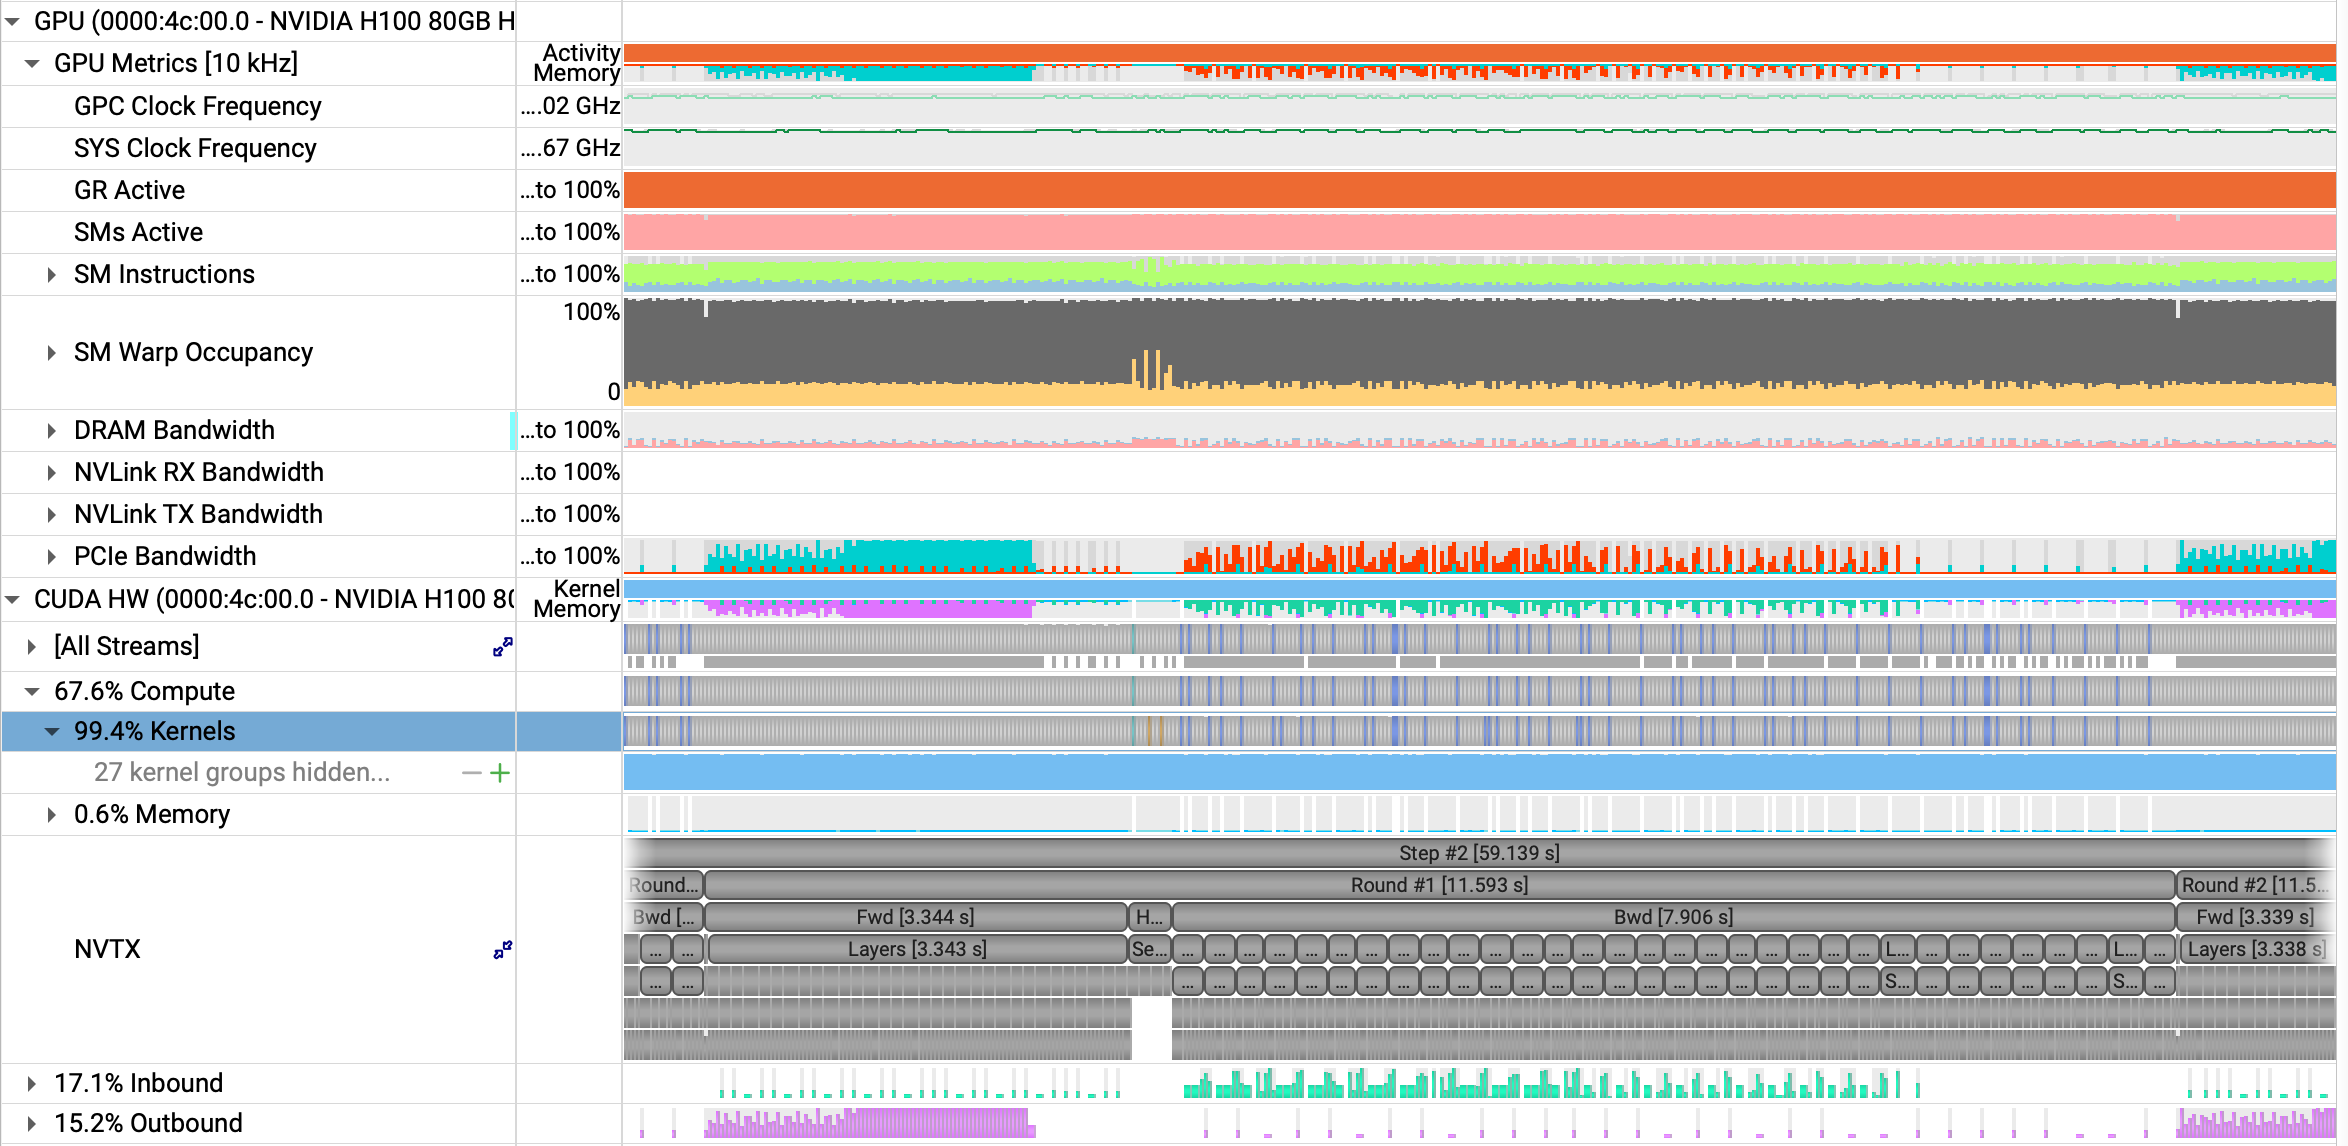 GPU (0000:4c:00.0 - NVIDIA H100 80GB H
GPU Metrics [10 kHz]
Activity
Memory
GPC Clock Frequency
....02 GHz
SYS Clock Frequency
....67 GHz
GR Active
...to 100%
SMs Active
...to 100%
SM Instructions
...to 100%
SM Warp Occupancy
100%
0
DRAM Bandwidth
...to 100%
NVLink RX Bandwidth
...to 100%
NVLink TX Bandwidth
...to 100%
PCIe Bandwidth
...to 100%
CUDA HW (0000:4c:00.0 - NVIDIA H100 80
Kernel
Memory
[All Streams]
67.6% Compute
99.4% Kernels
27 kernel groups hidden...
0.6% Memory
NVTX
Step #2 [59.139 s]
Round... Round #1 [11.593 s] Round #2 [11.5...
Bwd [... Fwd [3.344 s] H... Bwd [7.906 s] Fwd [3.339 s]
... ... Layers [3.343 s] Se... ... ... ... ... ... ... ... ... ... ... ... ... ... ... ... ... ... ... ... ... ... ... ... L... ... ... ... ... ... ... L... ... Layers [3.338 s]
... ... ... ... ... ... ... ... ... ... ... ... ... ... ... ... ... ... ... ... ... ... ... ... ... S... ... ... ... ... ... ... S... ...
17.1% Inbound
15.2% Outbound